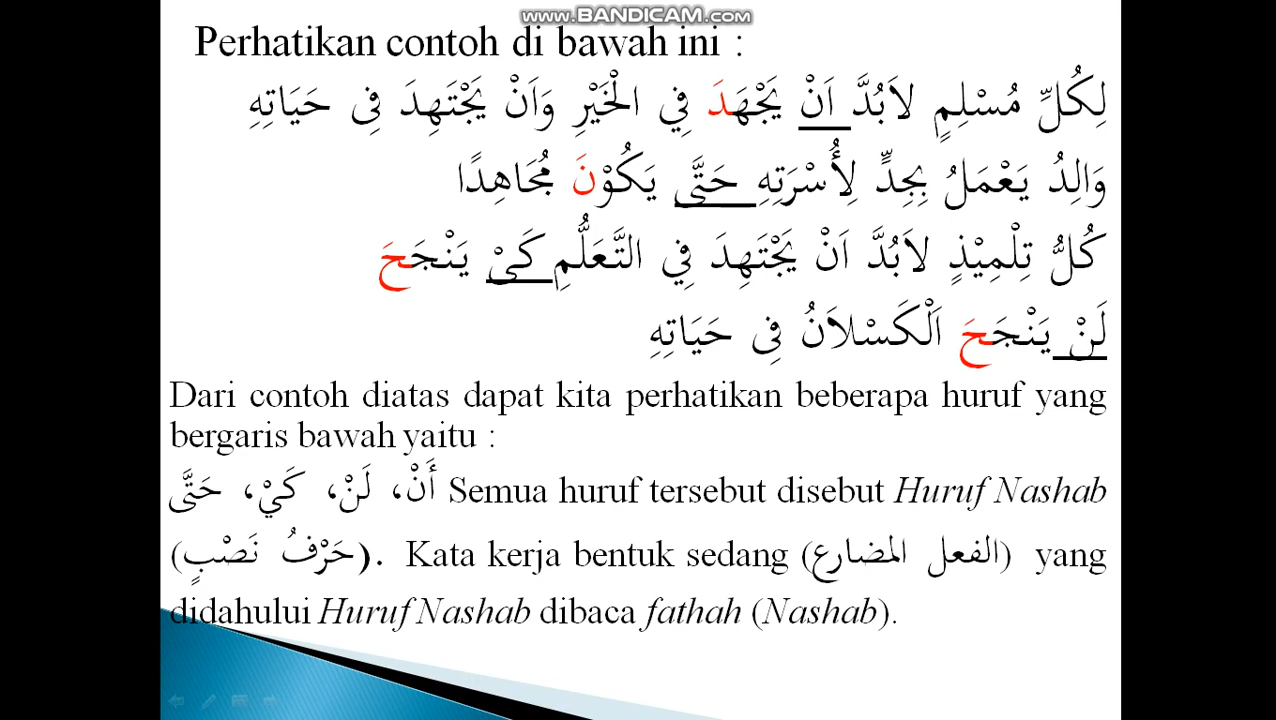 www.BANDICAM.com
Perhatikan contoh di bawah ini :
لِكُلِّ مُسْلِمٍ لاَبُدَّ اَنْ يَجْهَدَ فِي الْخَيْرِ وَاَنْ يَجْتَهِدَ فِى حَيَاتِهِ
وَالِدُ يَعْمَلُ بِجِدٍّ لِأُسْرَتِهِ حَتَّى يَكُوْنَ مُجَاهِدًا
كُلُّ تِلْمِيْذٍ لاَبُدَّ اَنْ يَجْتَهِدَ فِي التَّعَلُّمِ كَيْ يَنْجَحَ
لَنْ يَنْجَحَ اَلْكَسْلاَنُ فِى حَيَاتِهِ
Dari contoh diatas dapat kita perhatikan beberapa huruf yang
bergaris bawah yaitu :
أَنْ، لَنْ، كَيْ، حَتَّى Semua huruf tersebut disebut Huruf Nashab
(حَرْفُ نَصْبٍ). Kata kerja bentuk sedang (الفعل المضارع) yang
didahului Huruf Nashab dibaca fathah (Nashab).